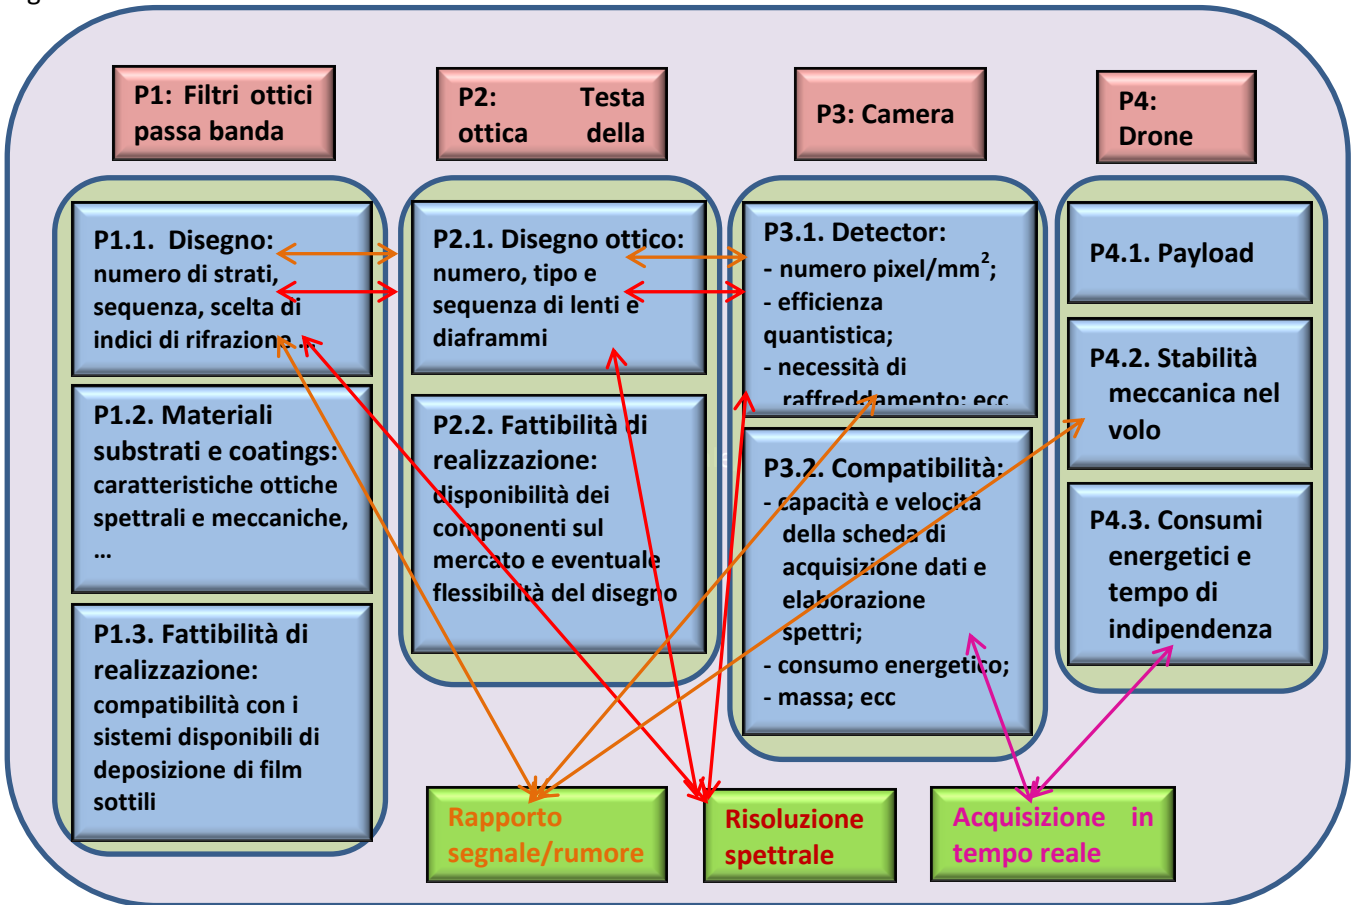 P1: Filtri ottici
passa banda
P2: Testa
ottica della
P3: Camera
P4:
Drone
P1.1. Disegno:
numero di strati,
sequenza, scelta di
indici di rifrazione ...
P1.2. Materiali
substrati e coatings:
caratteristiche ottiche
spettrali e meccaniche,
...
P1.3. Fattibilità di
realizzazione:
compatibilità con i
sistemi disponibili di
deposizione di film
sottili
P2.1. Disegno ottico:
numero, tipo e
sequenza di lenti e
diaframmi
P2.2. Fattibilità di
realizzazione:
disponibilità dei
componenti sul
mercato e eventuale
flessibilità del disegno
P3.1. Detector:
- numero pixel/mm²;
- efficienza
quantistica;
- necessità di
raffreddamento; ecc
P3.2. Compatibilità:
- capacità e velocità
della scheda di
acquisizione dati e
elaborazione
spettri;
- consumo energetico;
- massa; ecc
P4.1. Payload
P4.2. Stabilità
meccanica nel
volo
P4.3. Consumi
energetici e
tempo di
indipendenza
Rapporto
segnale/rumore
Risoluzione
spettrale
Acquisizione in
tempo reale